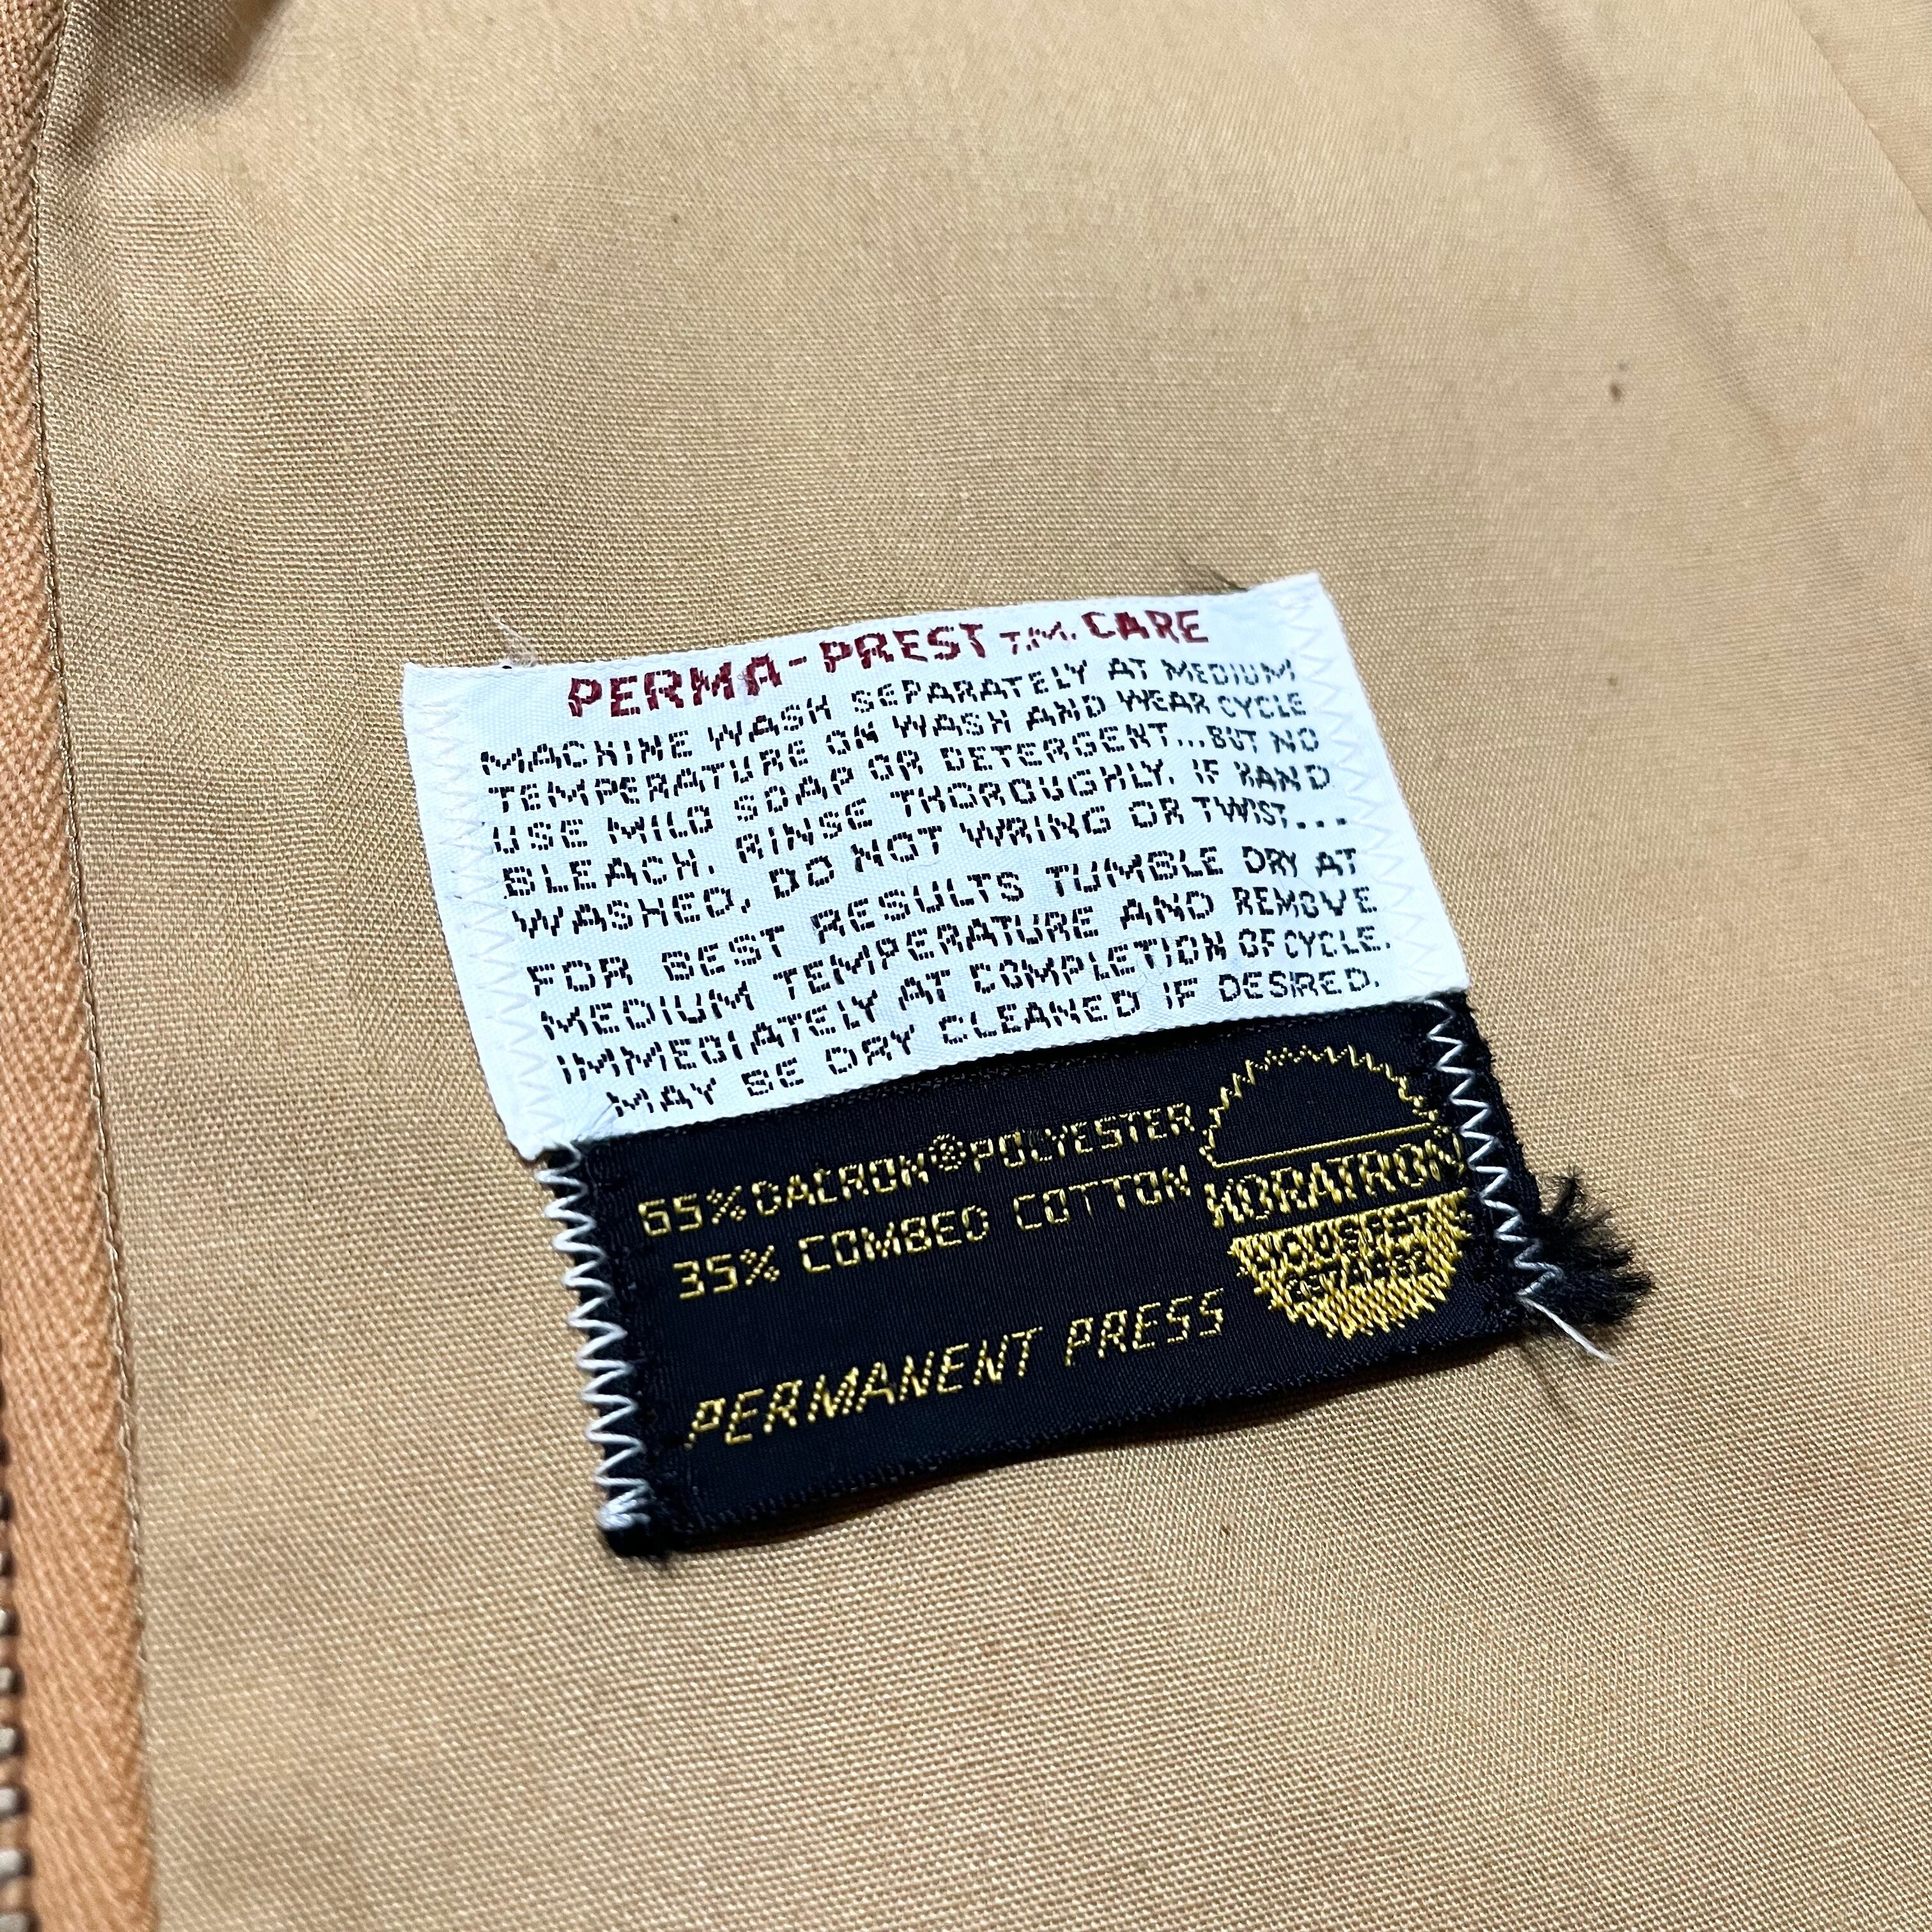 PERMA-PREST T.M. CARE
MACHINE WASH SEPARATELY AT MEDIUM
TEMPERATURE ON WASH AND WEAR CYCLE
USE MILD SOAP OR DETERGENT...BUT NO
BLEACH. RINSE THOROUGHLY. IF HAND
WASHED, DO NOT WRING OR TWIST...
FOR BEST RESULTS TUMBLE DRY AT
MEDIUM TEMPERATURE AND REMOVE
IMMEDIATELY AT COMPLETION OF CYCLE.
MAY BE DRY CLEANED IF DESIRED.
65% DACRON® POLYESTER
35% COMBED COTTON
PERMANENT PRESS
KORATRON